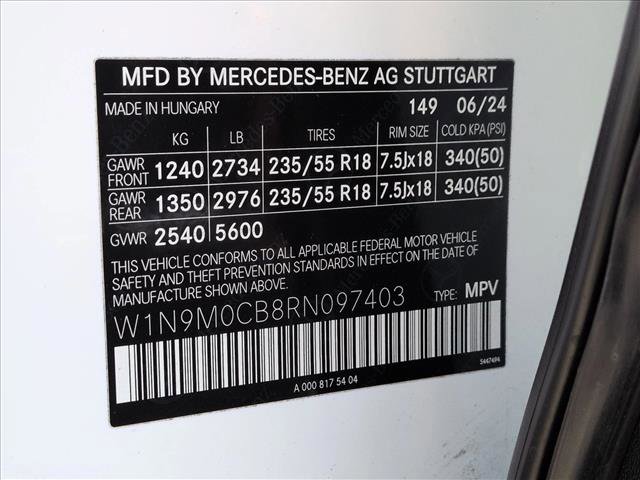 MFD BY MERCEDES-BENZ AG STUTTGART
MADE IN HUNGARY 149 06/24
KG LB TIRES RIM SIZE COLD KPA (PSI)
GAWR FRONT 1240 2734 235/55 R18 7.5Jx18 340(50)
GAWR REAR 1350 2976 235/55 R18 7.5Jx18 340(50)
GVWR 2540 5600
THIS VEHICLE CONFORMS TO ALL APPLICABLE FEDERAL MOTOR VEHICLE
SAFETY AND THEFT PREVENTION STANDARDS IN EFFECT ON THE DATE OF
MANUFACTURE SHOWN ABOVE.
W1N9M0CB8RN097403 TYPE: MPV
A 000 817 54 04
5447494